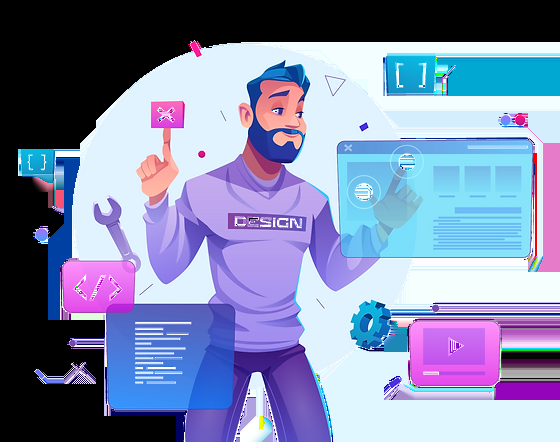 [ ]
{ }
DESIGN
</>